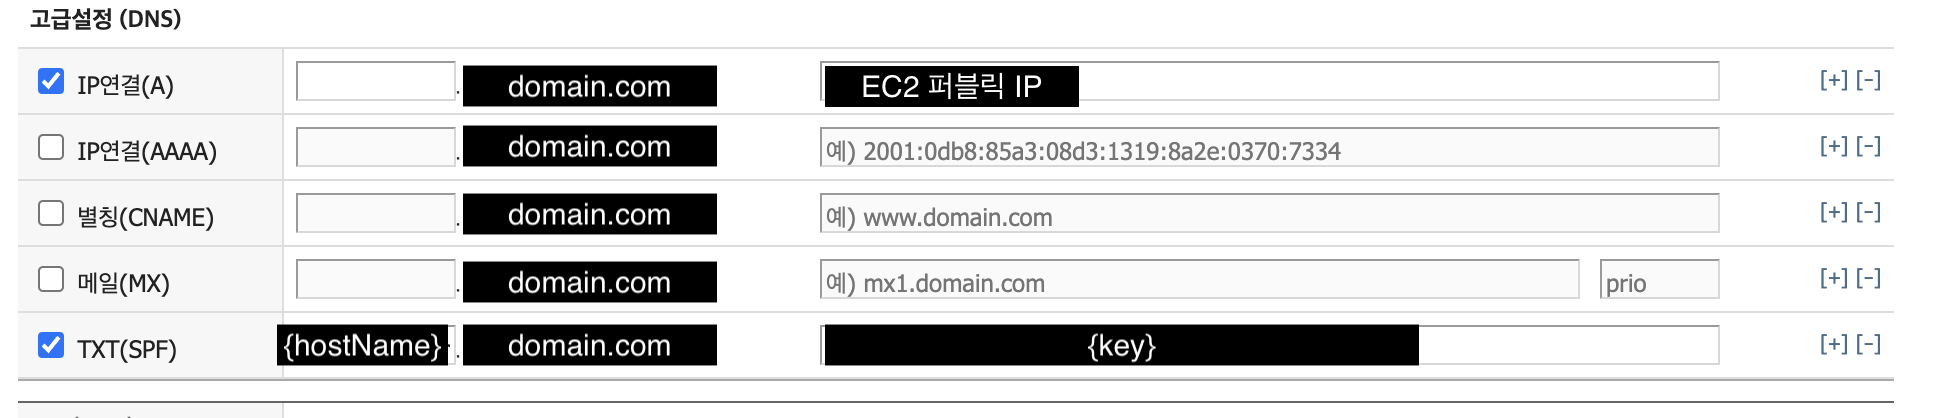 고급설정 (DNS)
IP연결(A) . domain.com EC2 퍼블릭 IP [+] [-]
IP연결(AAAA) . domain.com 예) 2001:0db8:85a3:08d3:1319:8a2e:0370:7334 [+] [-]
별칭(CNAME) . domain.com 예) www.domain.com [+] [-]
메일(MX) . domain.com 예) mx1.domain.com prio [+] [-]
TXT(SPF) {hostName} . domain.com {key} [+] [-]